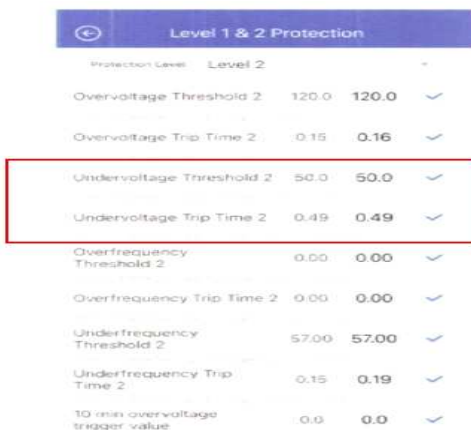 Level 1 & 2 Protection
Protection Level Level 2
Overvoltage Threshold 2 120.0 120.0
Overvoltage Trip Time 2 0.15 0.16
Undervoltage Threshold 2 50.0 50.0
Undervoltage Trip Time 2 0.49 0.49
Overfrequency
Threshold 2 0.00 0.00
Overfrequency Trip Time 2 0.00 0.00
Underfrequency
Threshold 2 57.00 57.00
Underfrequency Trip
Time 2 0.15 0.19
10 min overvoltage
trigger value 0.0 0.0